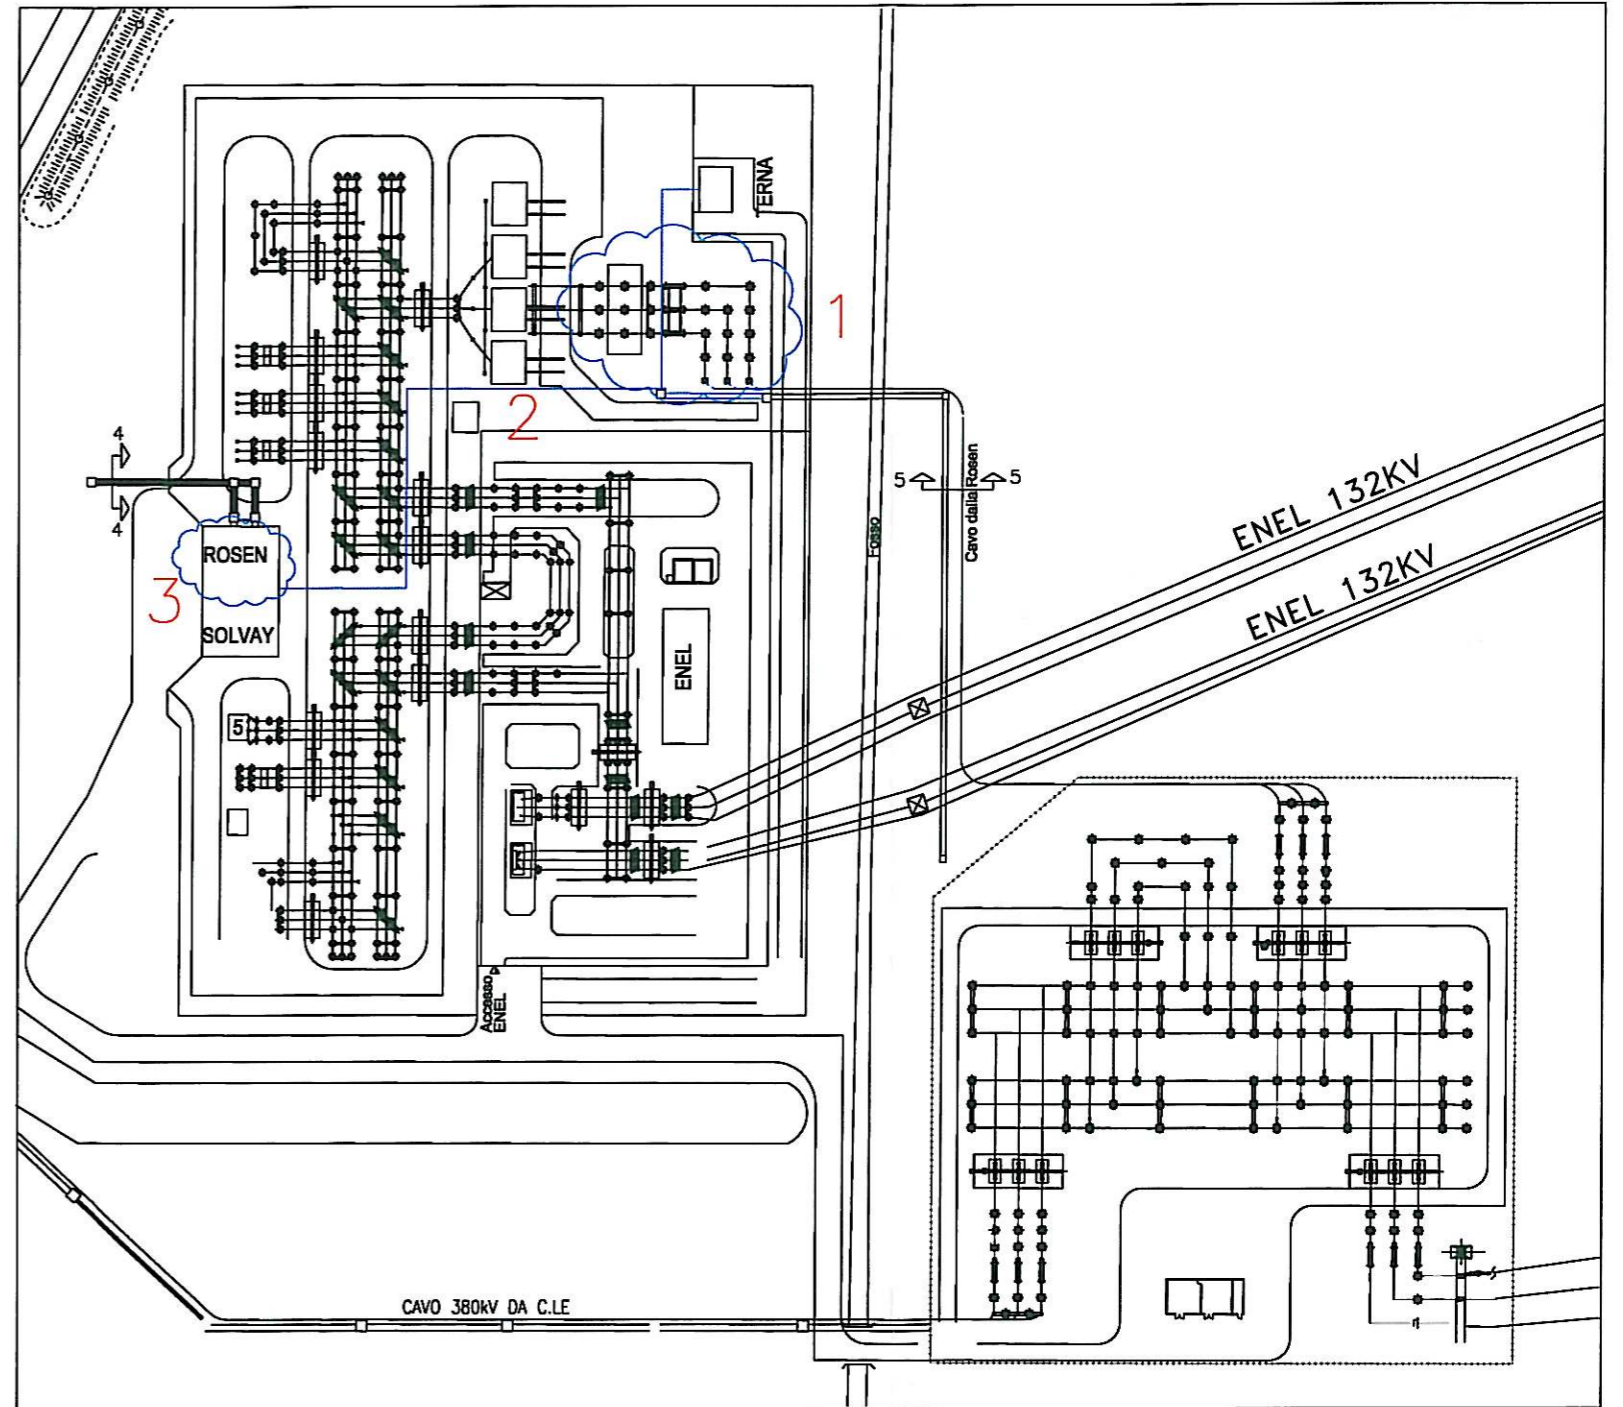 TERNA
1
2
4
4
5
5
Cavo dalla Rosen
Fosso
ENEL 132KV
ENEL 132KV
ROSEN
3
SOLVAY
ENEL
5
Accesso
ENEL
CAVO 380kV DA C.LE